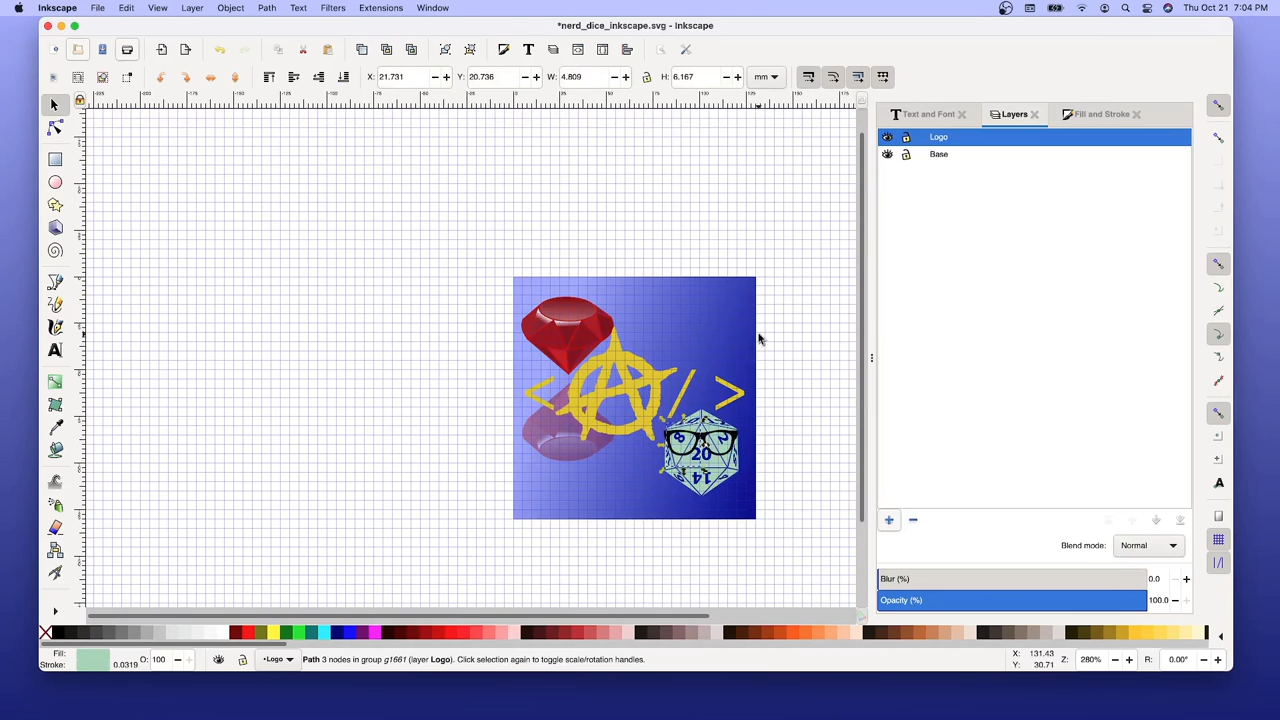 Inkscape File Edit View Layer Object Path Text Filters Extensions Window Thu Oct 21 7:04 PM
*nerd_dice_inkscape.svg - Inkscape
X: 21.731 Y: 20.736 W: 4.809 H: 6.167 mm
Text and Font Layers Fill and Stroke
Logo
Base
< A / >
8 2
20
14
Blend mode: Normal
Blur (%) 0.0
Opacity (%) 100.0
Fill:
Stroke: 0.0319 O: 100 •Logo Path 3 nodes in group g1661 (layer Logo). Click selection again to toggle scale/rotation handles. X: 131.43 Y: 30.71 Z: 280% R: 0.00°